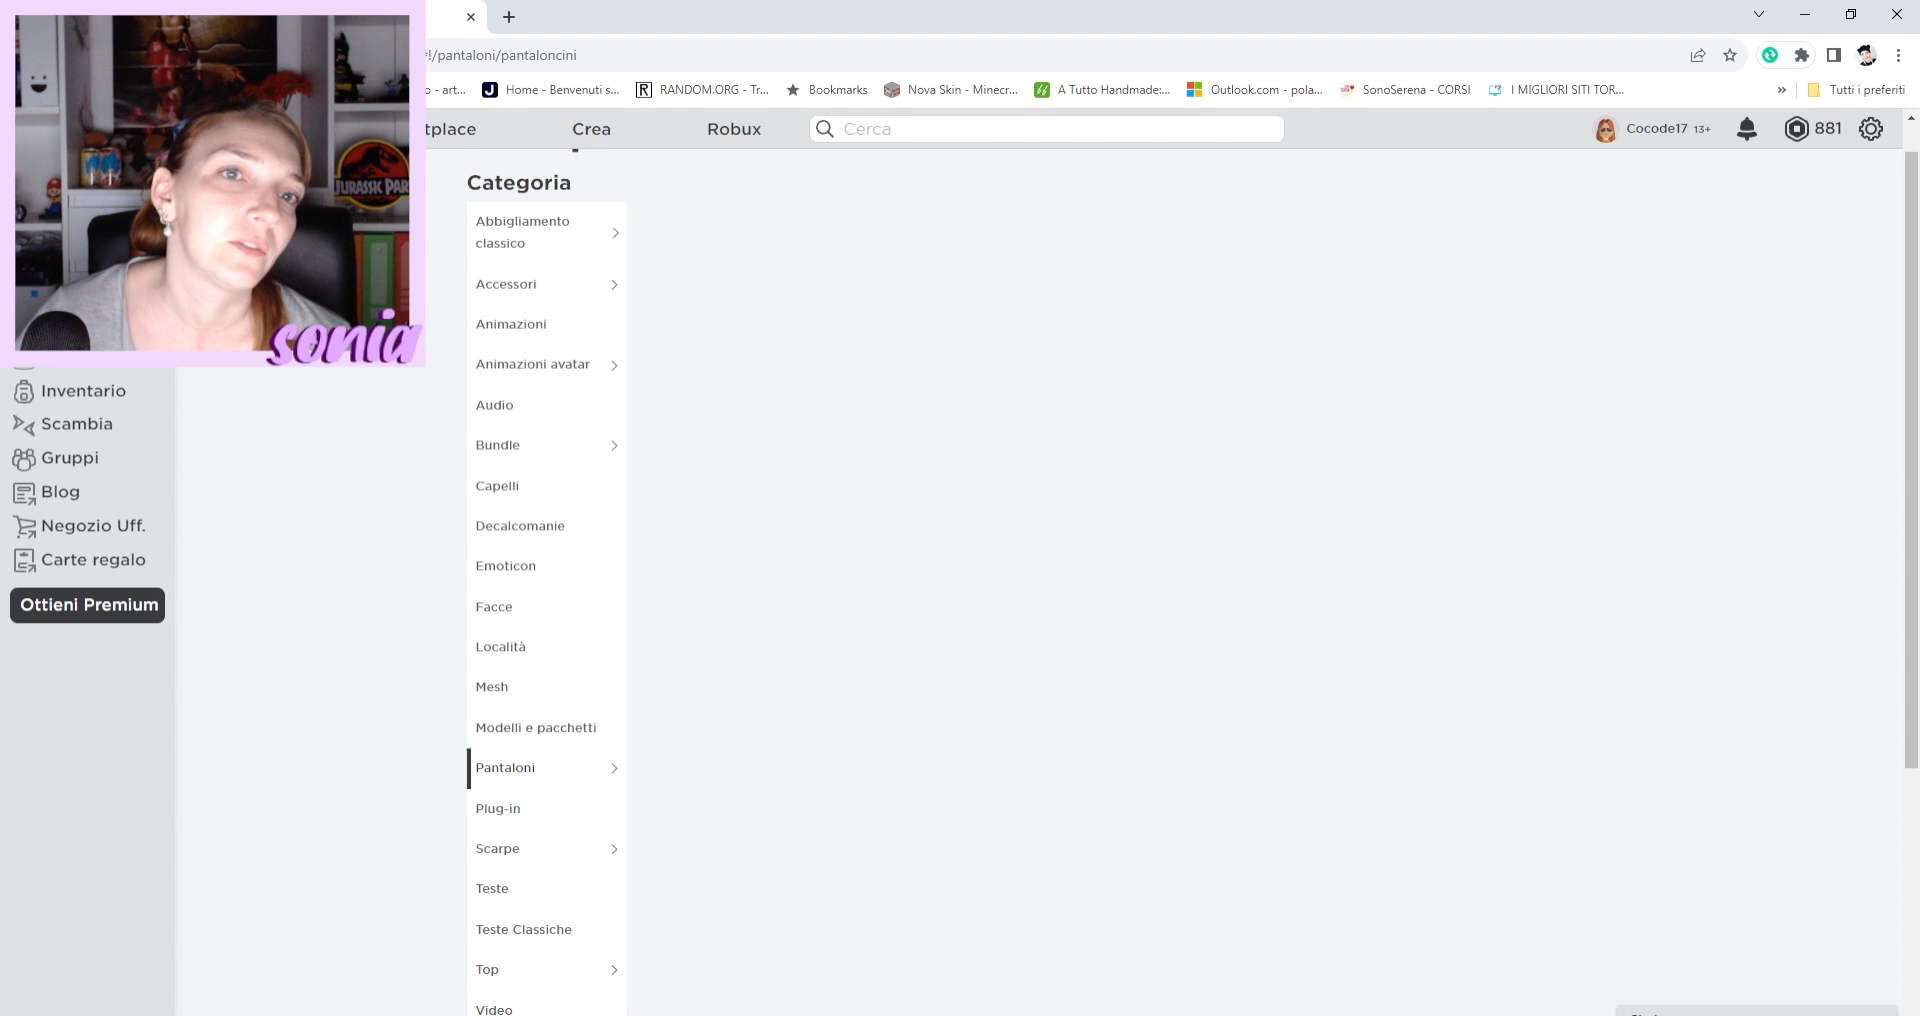 !/pantaloni/pantaloncini
o - art...
Home - Benvenuti s...
RANDOM.ORG - Tr...
Bookmarks
Nova Skin - Minecr...
A Tutto Handmade:...
Outlook.com - pola...
SonoSerena - CORSI
I MIGLIORI SITI TOR...
»
Tutti i preferiti
tplace
Crea
Robux
Cerca
Cocode17 13+
881
JURASSIC PAR
sonia
Categoria
Abbigliamento
classico
Accessori
Animazioni
Animazioni avatar
Audio
Bundle
Capelli
Decalcomanie
Emoticon
Facce
Località
Mesh
Modelli e pacchetti
Pantaloni
Plug-in
Scarpe
Teste
Teste Classiche
Top
Video
Inventario
Scambia
Gruppi
Blog
Negozio Uff.
Carte regalo
Ottieni Premium